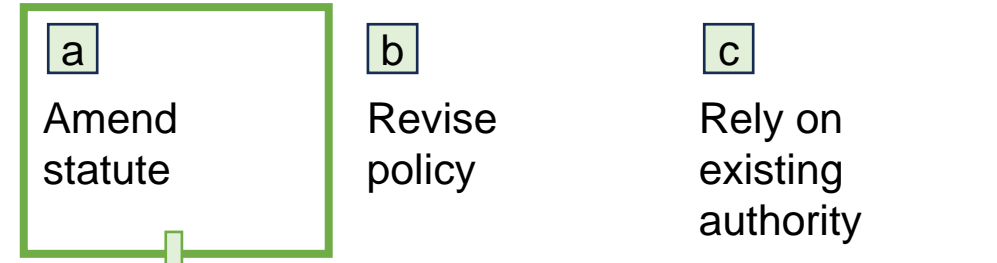 a
Amend
statute
b
Revise
policy
c
Rely on
existing
authority